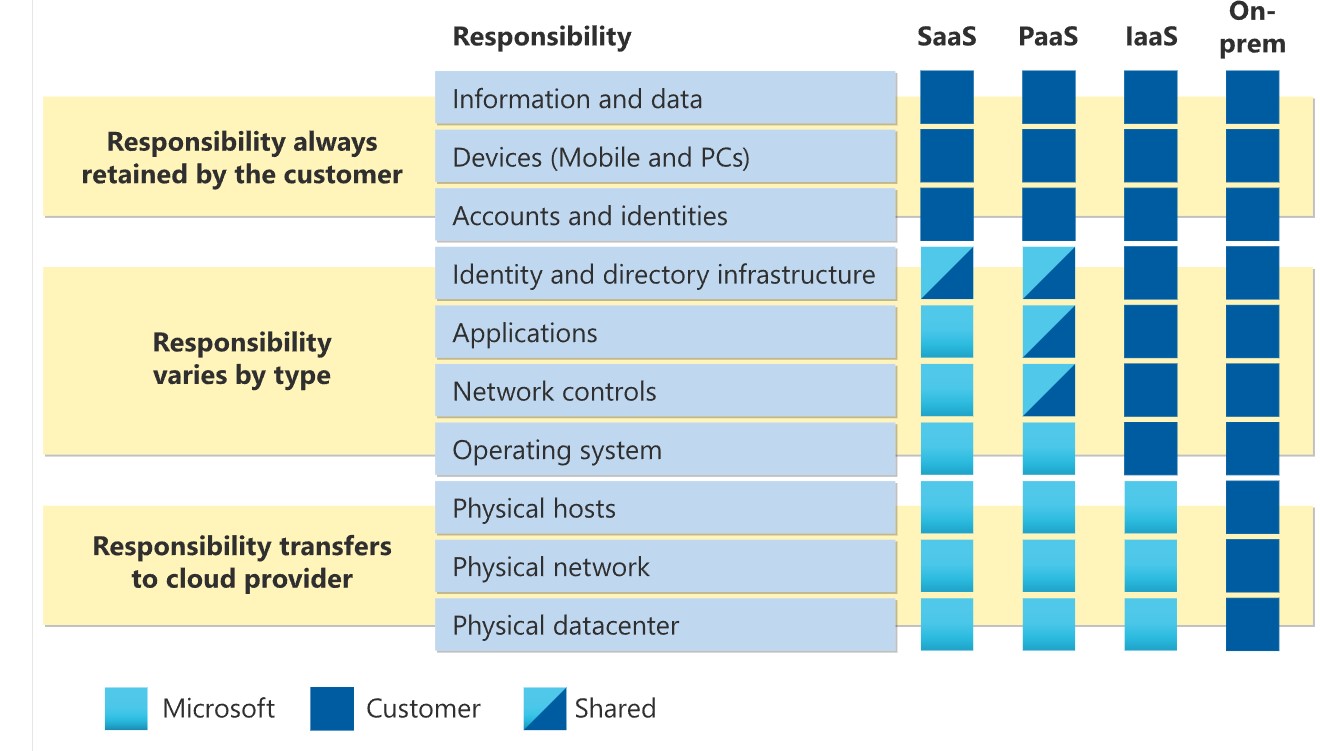 Responsibility SaaS PaaS IaaS On-
prem
Information and data
Responsibility always
retained by the customer
Devices (Mobile and PCs)
Accounts and identities
Identity and directory infrastructure
Responsibility
varies by type
Applications
Network controls
Operating system
Physical hosts
Responsibility transfers
to cloud provider
Physical network
Physical datacenter
Microsoft Customer Shared